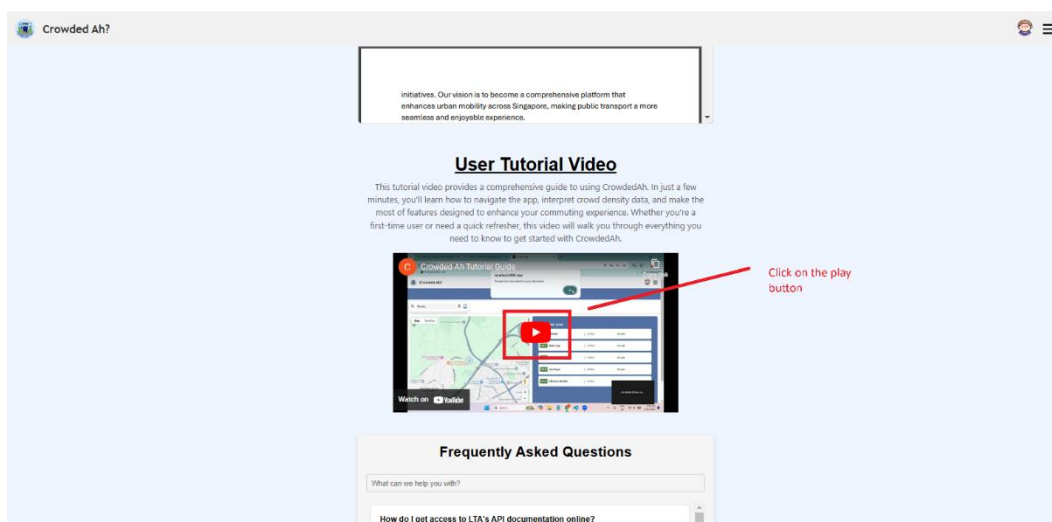 Crowded Ah?
initiatives. Our vision is to become a comprehensive platform that
enhances urban mobility across Singapore, making public transport a more
seamless and enjoyable experience.
User Tutorial Video
This tutorial video provides a comprehensive guide to using CrowdedAh. In just a few
minutes, you'll learn how to navigate the app, interpret crowd density data, and make the
most of features designed to enhance your commuting experience. Whether you're a
first-time user or need a quick refresher, this video will walk you through everything you
need to know to get started with CrowdedAh.
C
Crowded Ah Tutorial Guide
Click on the play
button
Watch on YouTube
Frequently Asked Questions
What can we help you with?
How do I get access to LTA's API documentation online?